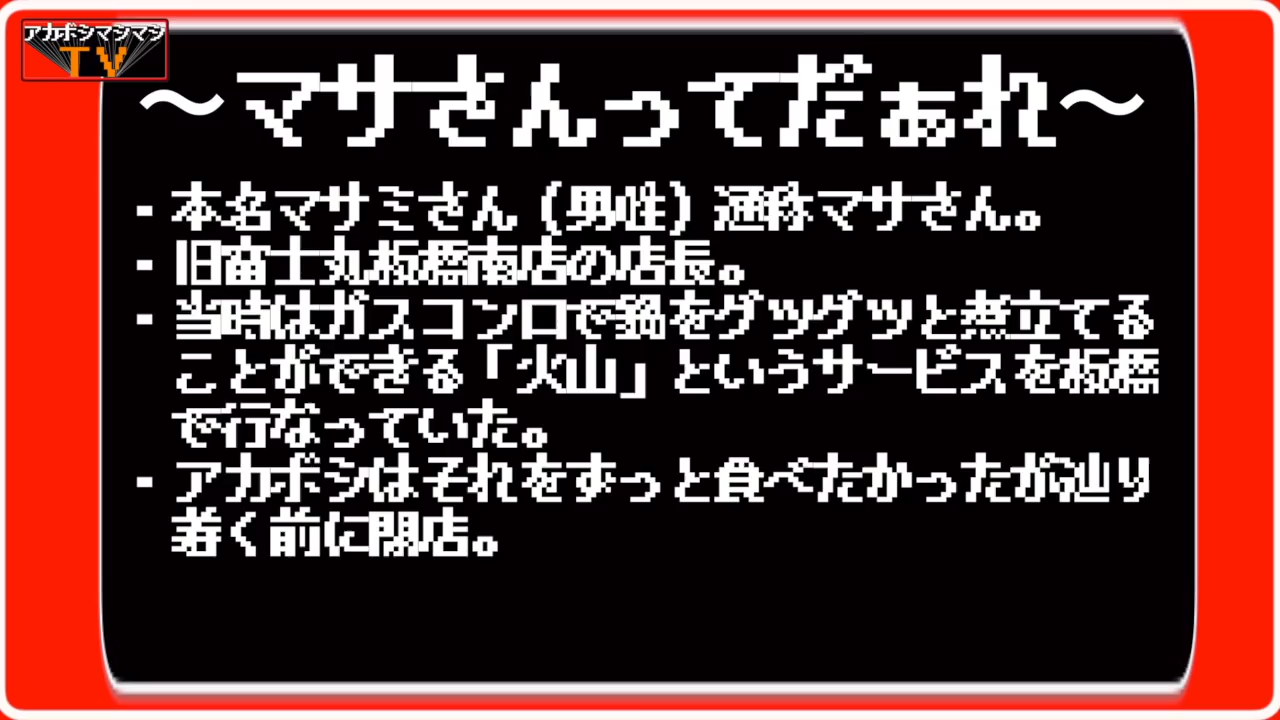 アカボシマシマシ
TV
〜マサさんってだぁれ〜
- 本名マサミさん（男性）通称マサさん。
- 旧富士丸板橋南店の店長。
- 当時はガスコンロで鍋をグツグツと煮立てる
ことができる「火山」というサービスを板橋
で行なっていた。
- アカボシはそれをずっと食べたかったが辿り
着く前に閉店。